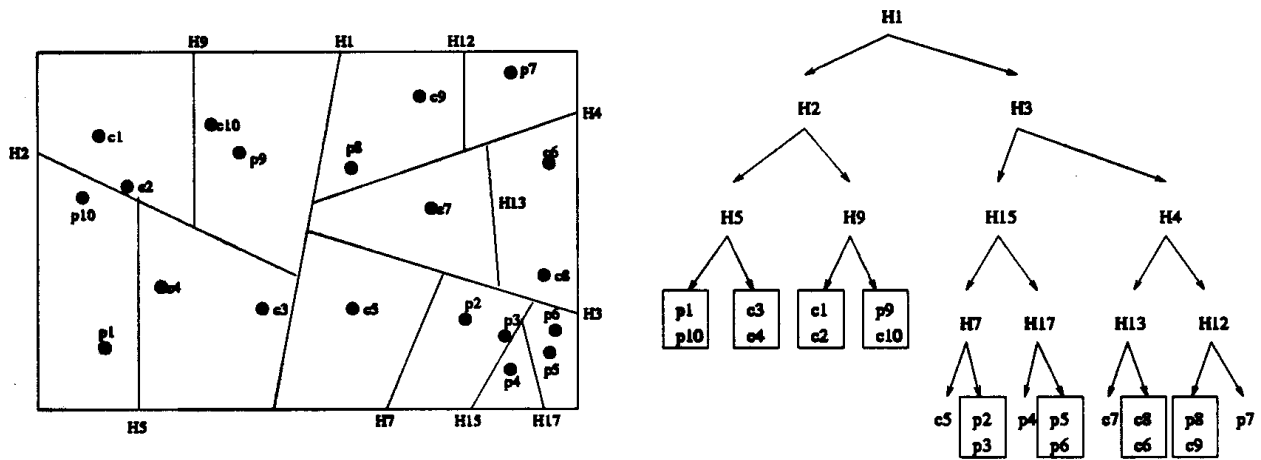 H9 H1 H12
p7
c9
H4
c1
c10
p9
p8
c6
H2
c2
p10
c7
H13
c8
c4
c3
c5
p2
p3
p6
H3
p1
p5
p4
H5
H7 H15 H17
H1
H2 H3
H5 H9 H15 H4
p1 c3 c1 p9
p10 c4 c2 c10
H7 H17 H13 H12
c5 p2 p4 p5 c7 c8 p8 p7
p3 p6 c6 c9